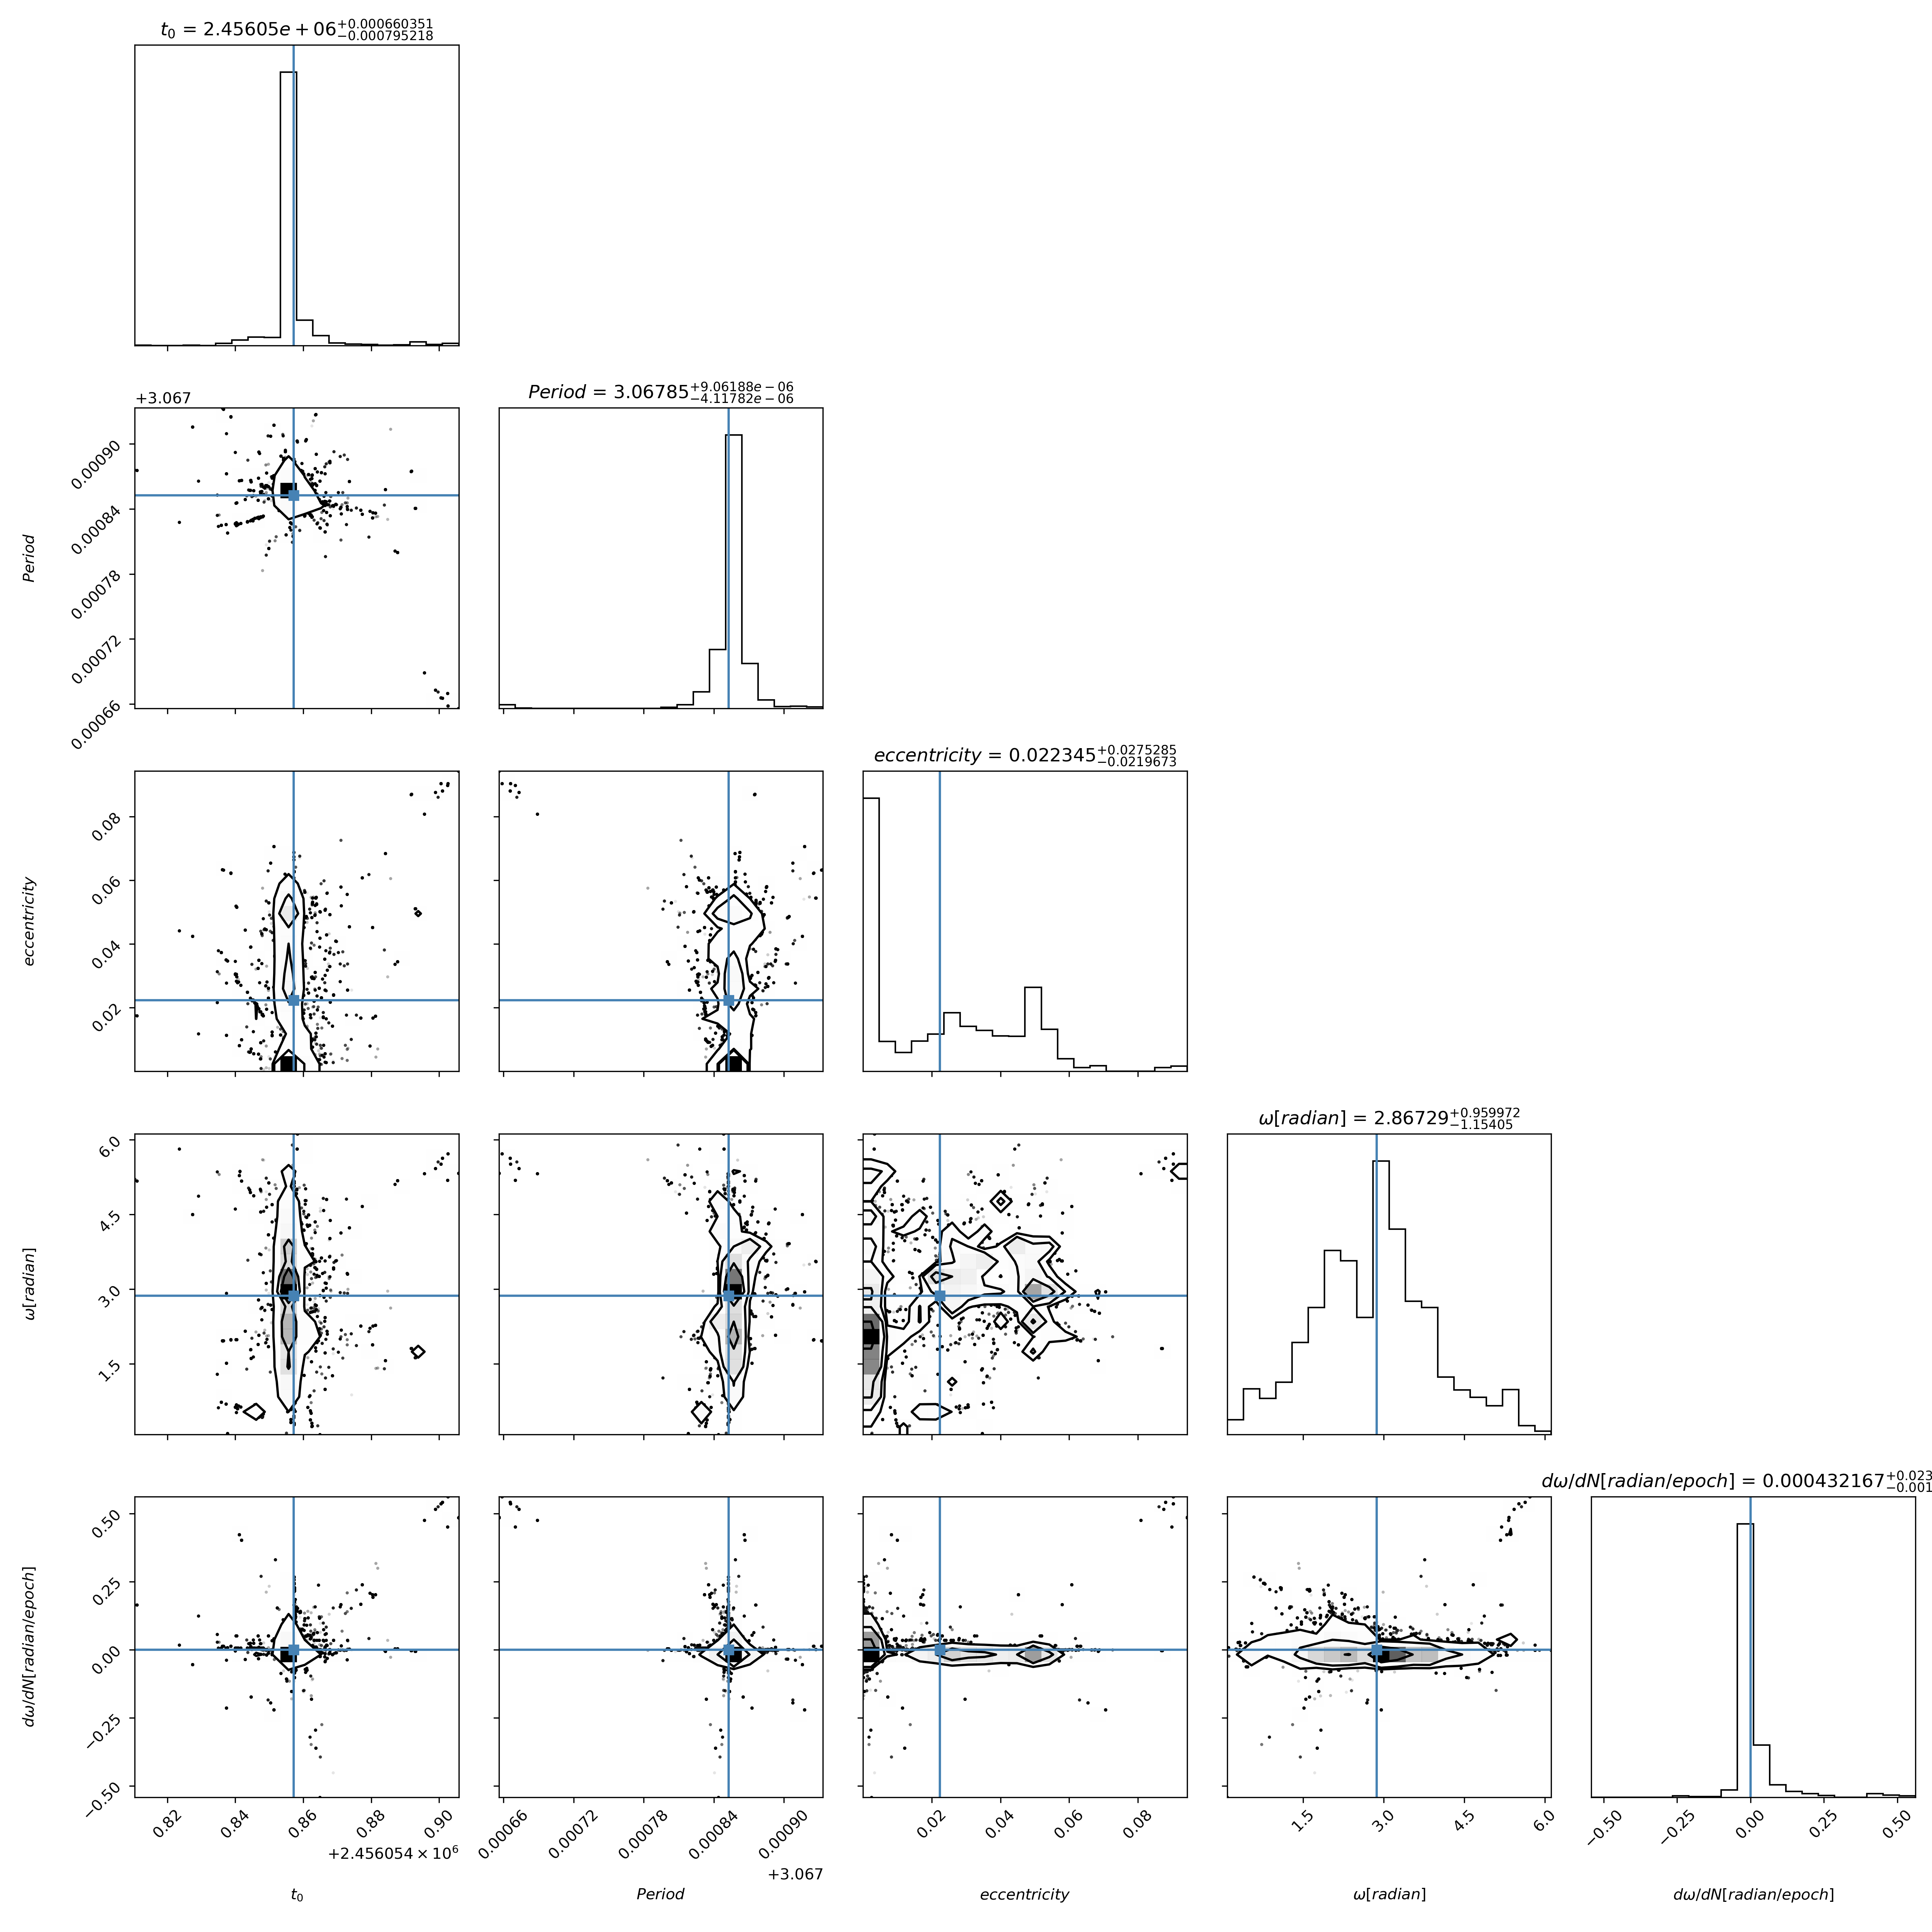 t₀ = 2.45605e + 06 +0.000660351 −0.000795218
+3.067
Period = 3.06785 +9.06188e − 06 −4.11782e − 06
Period
0.00090
0.00084
0.00078
0.00072
0.00066
eccentricity = 0.022345 +0.0275285 −0.0219673
eccentricity
0.08
0.06
0.04
0.02
ω[radian] = 2.86729 +0.959972 −1.15405
ω[radian]
6.0
4.5
3.0
1.5
dω/dN[radian/epoch] = 0.000432167 +0.023 −0.001
dω/dN[radian/epoch]
0.50
0.25
0.00
−0.25
−0.50
0.82 0.84 0.86 0.88 0.90
+2.456054 × 10⁶
t₀
0.00066 0.00072 0.00078 0.00084 0.00090
+3.067
Period
0.02 0.04 0.06 0.08
eccentricity
1.5 3.0 4.5 6.0
ω[radian]
−0.50 −0.25 0.00 0.25 0.50
dω/dN[radian/epoch]